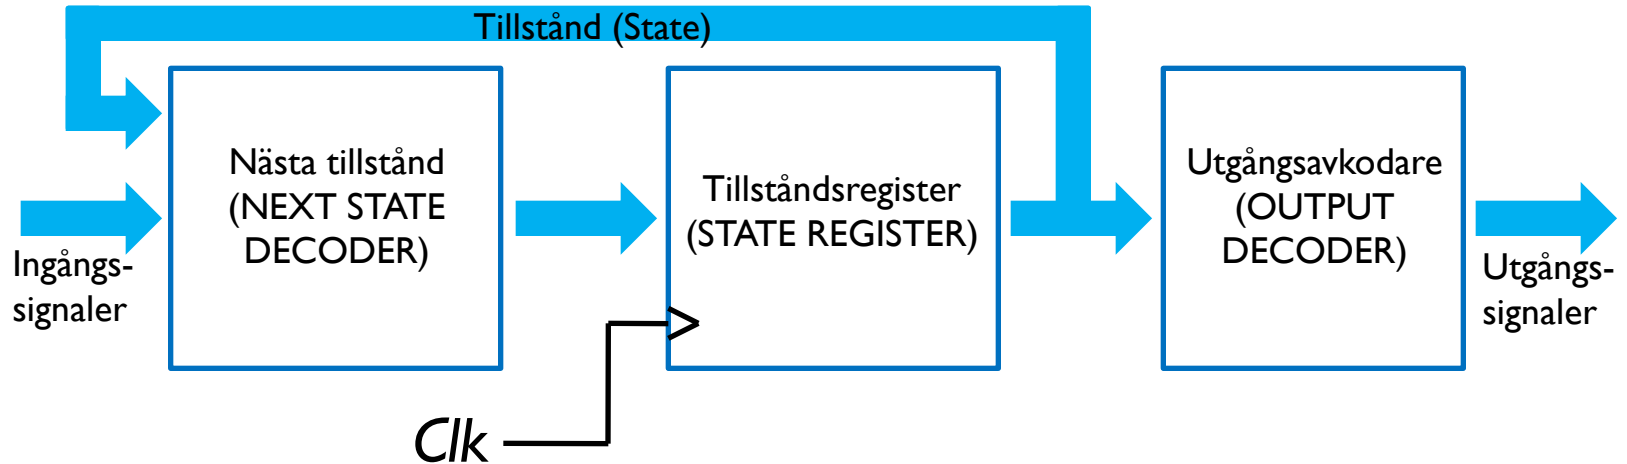 Tillstånd (State)
Nästa tillstånd
(NEXT STATE
DECODER)
Tillståndsregister
(STATE REGISTER)
Utgångsavkodare
(OUTPUT
DECODER)
Ingångs-
signaler
Utgångs-
signaler
Clk